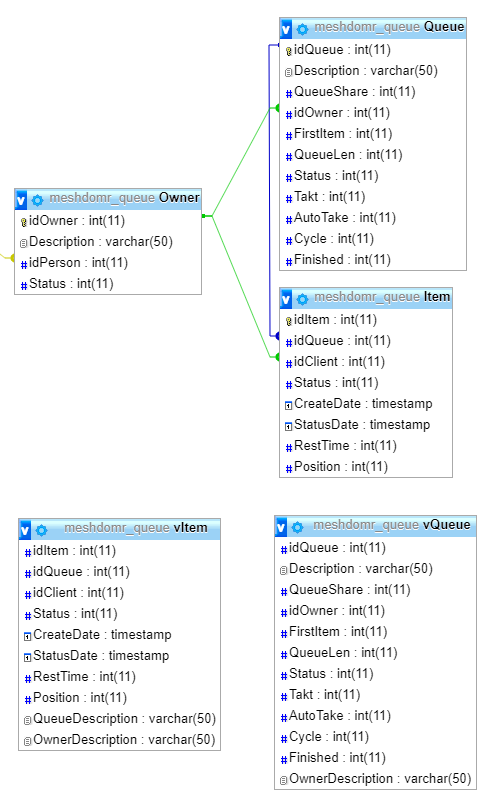 v meshdomr_queue Queue
idQueue : int(11)
Description : varchar(50)
# QueueShare : int(11)
# idOwner : int(11)
# FirstItem : int(11)
# QueueLen : int(11)
# Status : int(11)
# Takt : int(11)
# AutoTake : int(11)
# Cycle : int(11)
# Finished : int(11)
v meshdomr_queue Owner
idOwner : int(11)
Description : varchar(50)
# idPerson : int(11)
# Status : int(11)
v meshdomr_queue Item
idItem : int(11)
# idQueue : int(11)
# idClient : int(11)
# Status : int(11)
CreateDate : timestamp
StatusDate : timestamp
# RestTime : int(11)
# Position : int(11)
v meshdomr_queue vItem
# idItem : int(11)
# idQueue : int(11)
# idClient : int(11)
# Status : int(11)
CreateDate : timestamp
StatusDate : timestamp
# RestTime : int(11)
# Position : int(11)
QueueDescription : varchar(50)
OwnerDescription : varchar(50)
v meshdomr_queue vQueue
# idQueue : int(11)
Description : varchar(50)
# QueueShare : int(11)
# idOwner : int(11)
# FirstItem : int(11)
# QueueLen : int(11)
# Status : int(11)
# Takt : int(11)
# AutoTake : int(11)
# Cycle : int(11)
# Finished : int(11)
OwnerDescription : varchar(50)